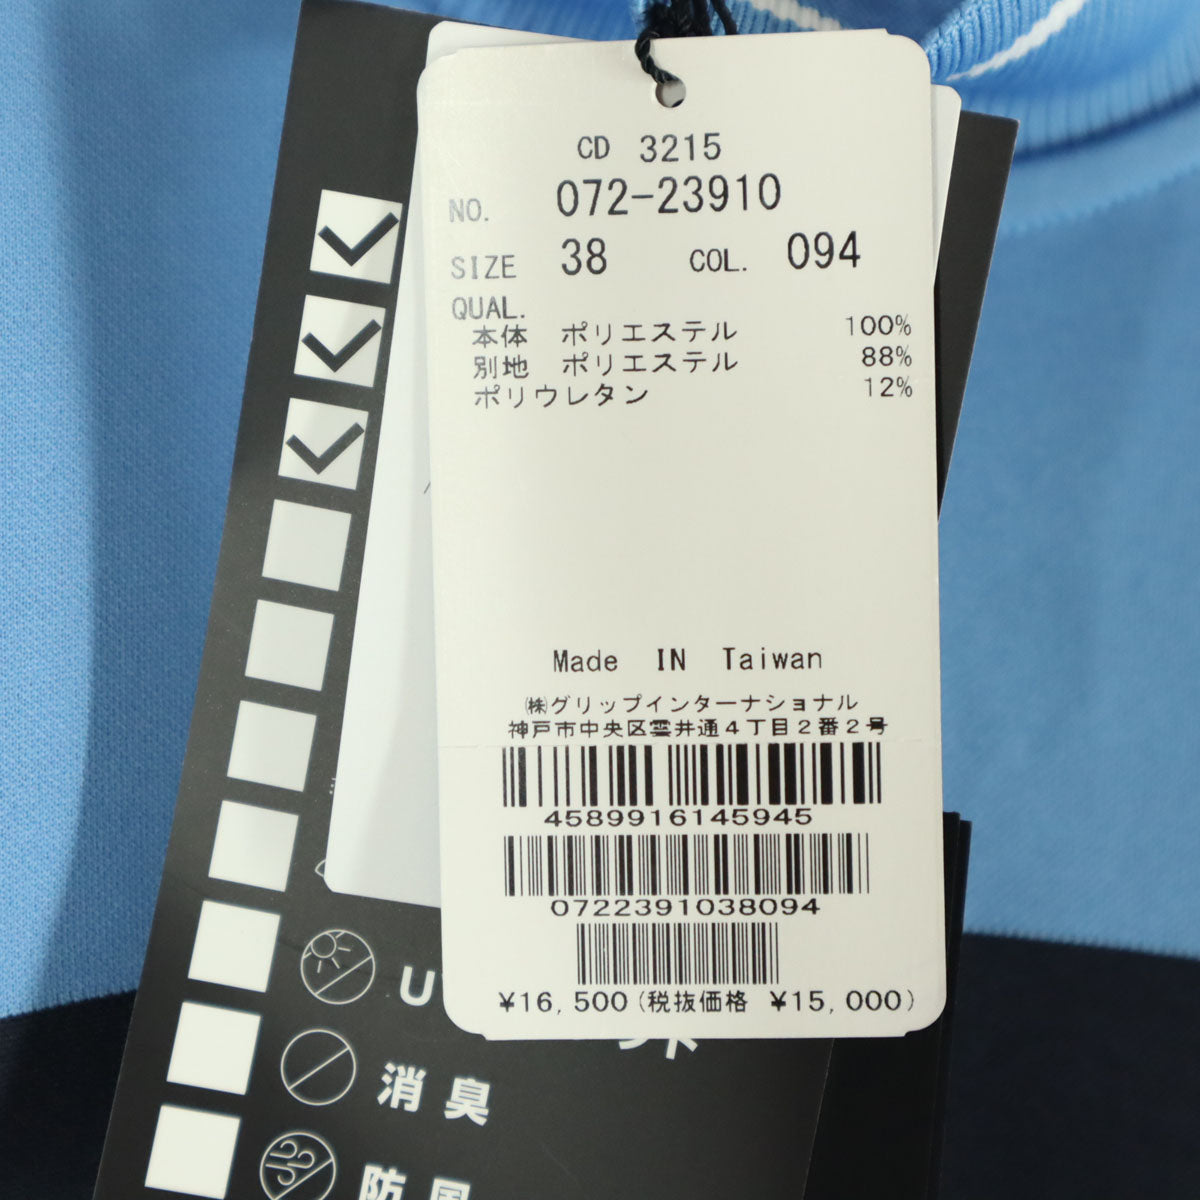 CD 3215
NO. 072-23910
SIZE 38 COL. 094
QUAL.
本体 ポリエステル 100%
別地 ポリエステル 88%
ポリウレタン 12%
Made IN Taiwan
㈱グリップインターナショナル
神戸市中央区雲井通4丁目2番2号
4589916145945
0722391038094
¥16,500(税抜価格 ¥15,000)
消臭
防風